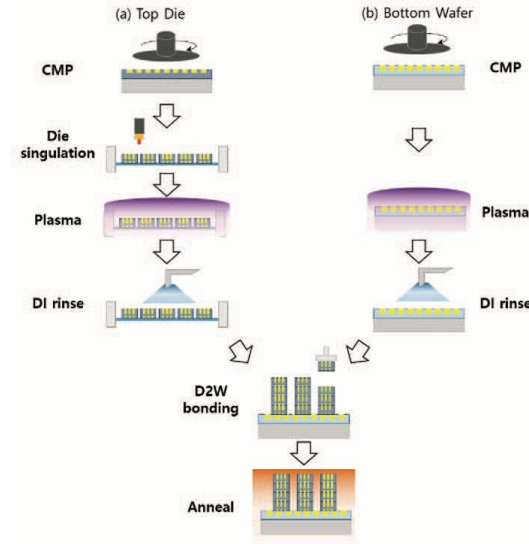 (a) Top Die
(b) Bottom Wafer
CMP
CMP
Die
singulation
Plasma
Plasma
DI rinse
DI rinse
D2W
bonding
Anneal